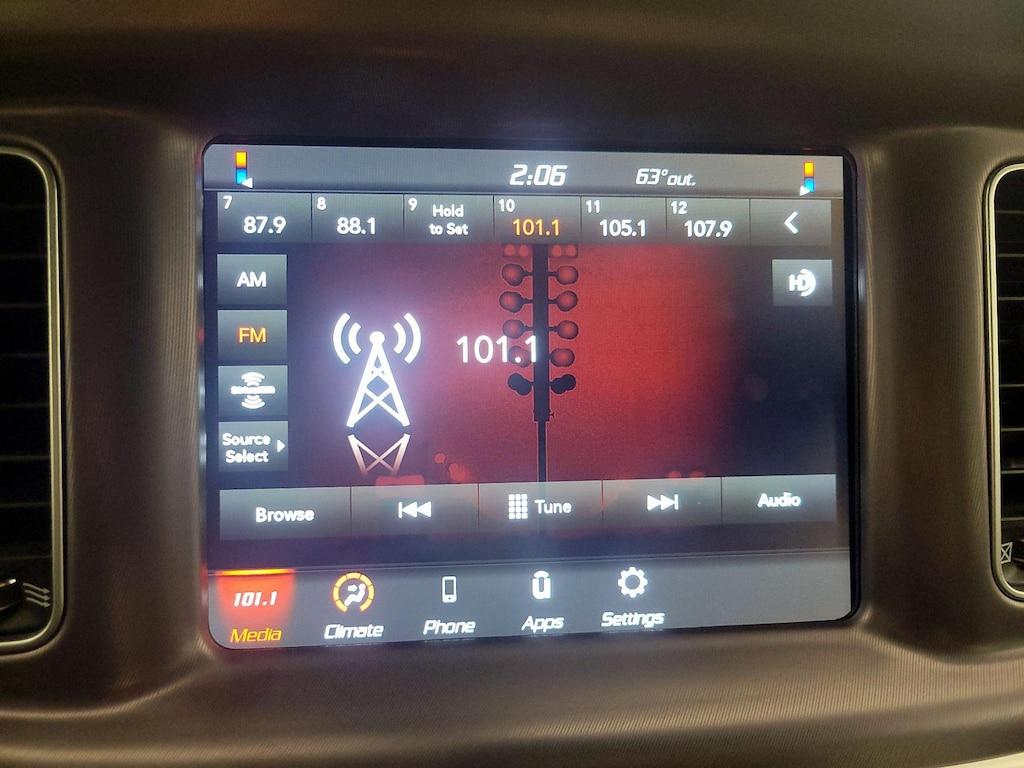 2:06 63° out.
7 8 9 Hold 10 11 12
87.9 88.1 to Set 101.1 105.1 107.9
AM
HD
FM
101.1
Source
Select
Browse Tune Audio
101.1
Media Climate Phone Apps Settings